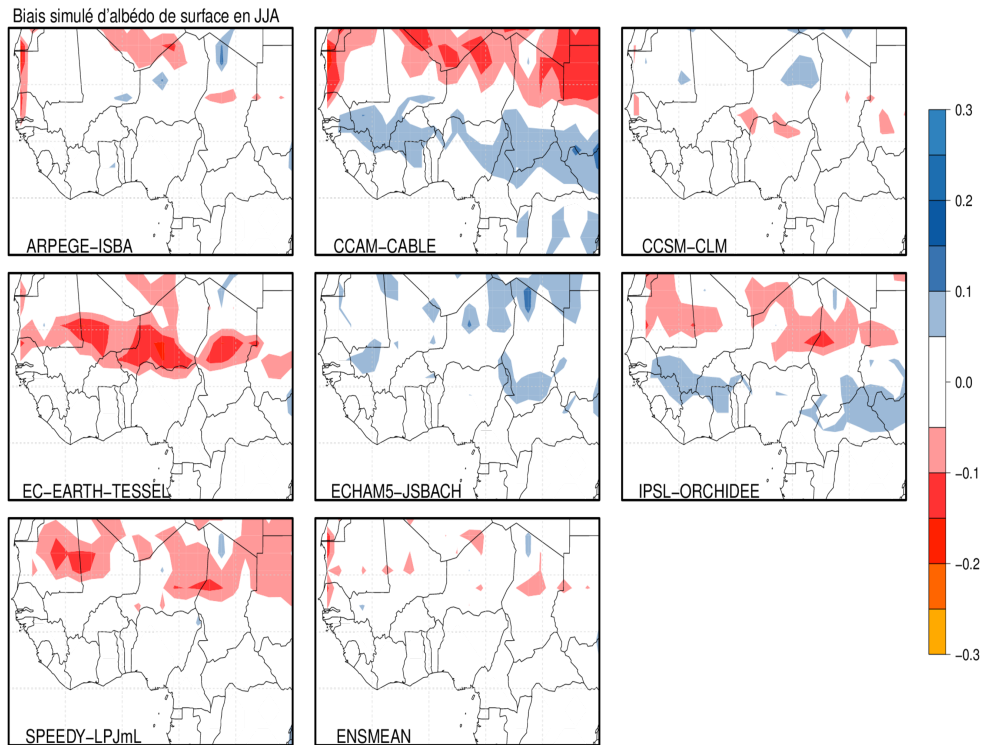 Biais simulé d'albédo de surface en JJA
ARPEGE−ISBA
CCAM−CABLE
CCSM−CLM
EC−EARTH−TESSEL
ECHAM5−JSBACH
IPSL−ORCHIDEE
SPEEDY−LPJmL
ENSMEAN
0.3
0.2
0.1
0.0
−0.1
−0.2
−0.3